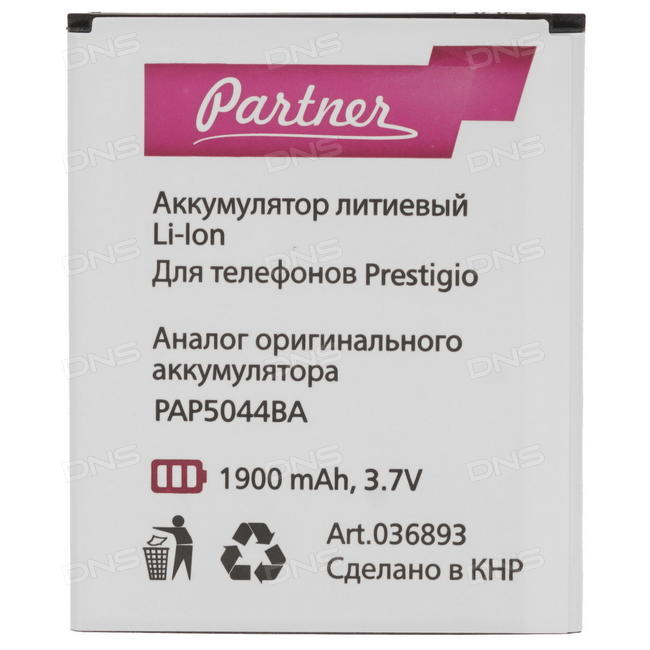 Partner
Аккумулятор литиевый
Li-Ion
Для телефонов Prestigio
Аналог оригинального
аккумулятора
PAP5044BA
1900 mAh, 3.7V
Art.036893
Сделано в КНР
DNS